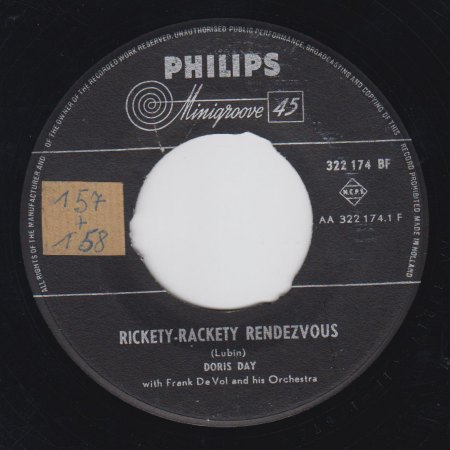 ALL RIGHTS OF THE MANUFACTURER AND OF THE OWNER OF THE RECORDED WORK RESERVED. UNAUTHORISED PUBLIC PERFORMANCE, BROADCASTING AND COPYING OF THIS RECORD PROHIBITED MADE IN HOLLAND
PHILIPS
Minigroove 45
322 174 BF
AA 322 174.1 F
157
+
158
RICKETY-RACKETY RENDEZVOUS
(Lubin)
DORIS DAY
with Frank De Vol and his Orchestra